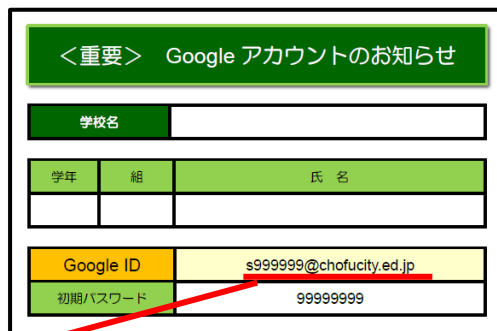 ＜重要＞　Google アカウントのお知らせ
学校名
学年 組 氏　名
Google ID s999999@chofucity.ed.jp
初期パスワード 99999999